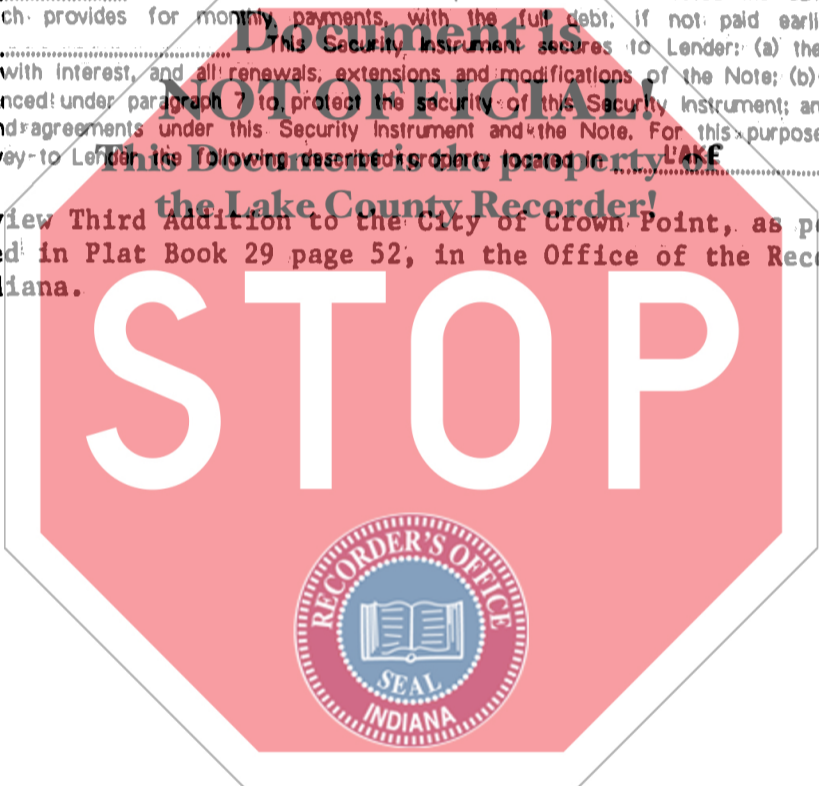 ch provides for monthly payments, with the full debt, if not paid earli
Document is
This Security Instrument secures to Lender: (a) the
with interest, and all renewals, extensions and modifications of the Note; (b)
NOT OFFICIAL!
nced under paragraph 7 to protect the security of this Security Instrument; an
nd agreements under this Security Instrument and the Note. For this purpose
ey to Lender the following described property located in LAKE
This Document is the property of
the Lake County Recorder!
iew Third Addition to the City of Crown Point, as pe
d in Plat Book 29 page 52, in the Office of the Reco
diana.
STOP
RECORDER'S OFFICE
SEAL
INDIANA